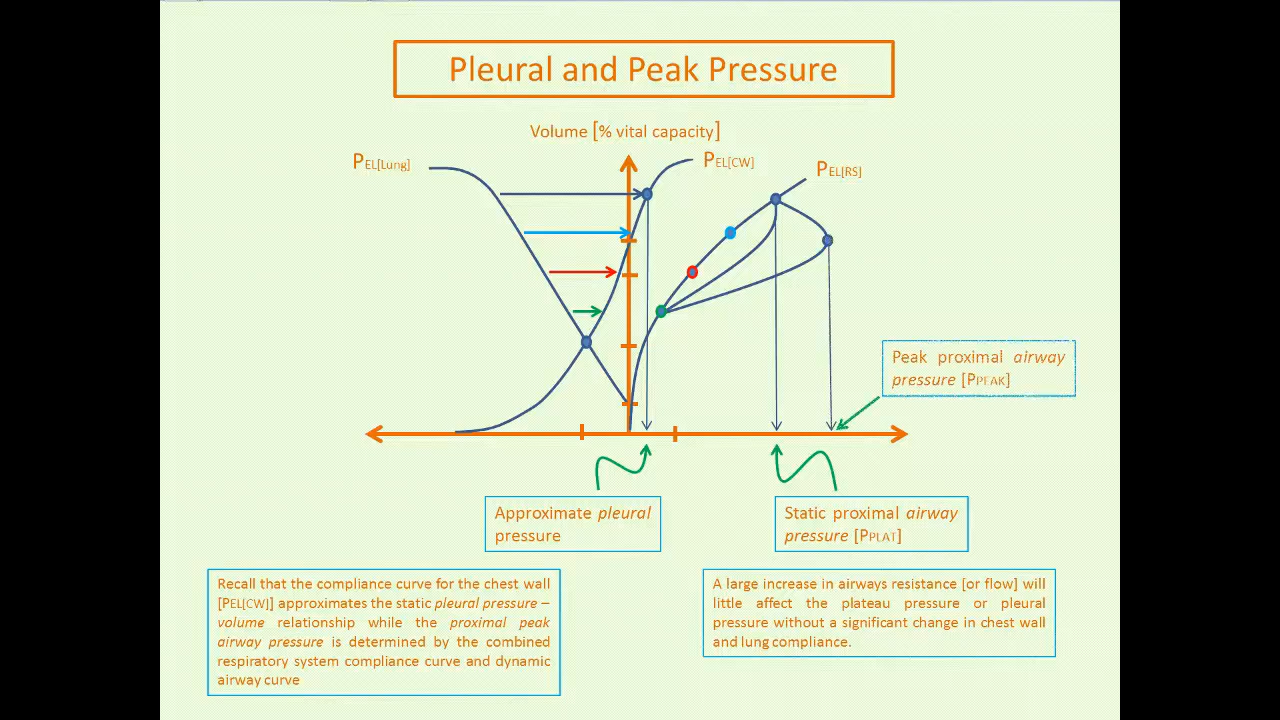 Pleural and Peak Pressure
Volume [% vital capacity]
PEL[Lung]
PEL[CW]
PEL[RS]
Peak proximal airway
pressure [PPEAK]
Approximate pleural
pressure
Static proximal airway
pressure [PPLAT]
Recall that the compliance curve for the chest wall
[PEL[CW]] approximates the static pleural pressure –
volume relationship while the proximal peak
airway pressure is determined by the combined
respiratory system compliance curve and dynamic
airway curve
A large increase in airways resistance [or flow] will
little affect the plateau pressure or pleural
pressure without a significant change in chest wall
and lung compliance.